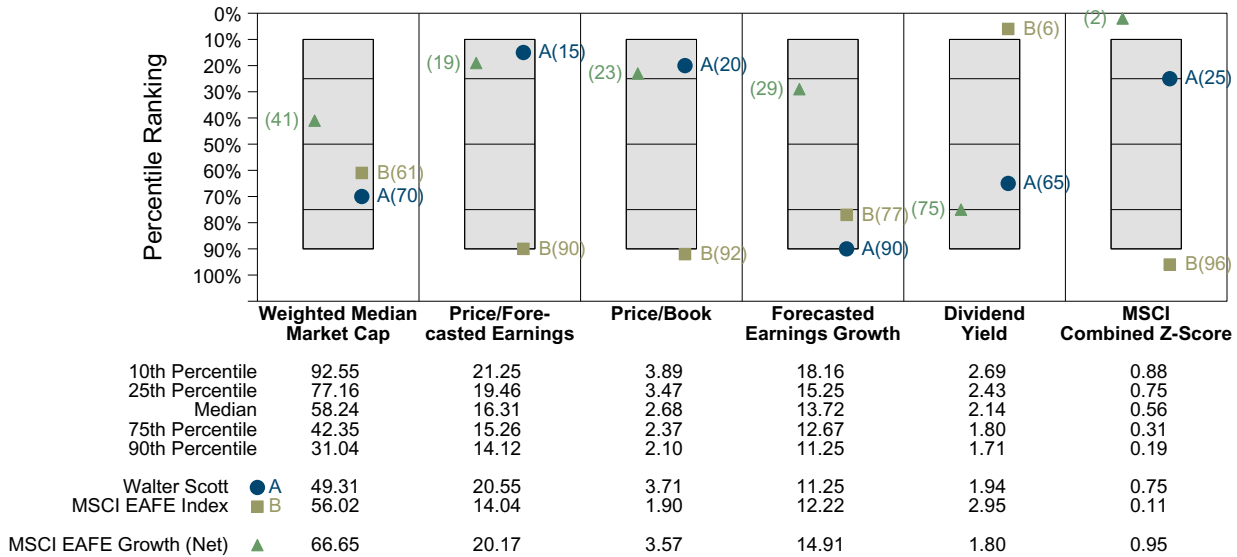 Percentile Ranking
0%
10%
20%
30%
40%
50%
60%
70%
80%
90%
100%
(41)
B(61)
A(70)
(19)
A(15)
B(90)
(23)
A(20)
B(92)
(29)
B(77)
A(90)
B(6)
A(65)
(75)
(2)
A(25)
B(96)
Weighted Median
Market Cap
Price/Fore-
casted Earnings
Price/Book
Forecasted
Earnings Growth
Dividend
Yield
MSCI
Combined Z-Score
10th Percentile 92.55 21.25 3.89 18.16 2.69 0.88
25th Percentile 77.16 19.46 3.47 15.25 2.43 0.75
Median 58.24 16.31 2.68 13.72 2.14 0.56
75th Percentile 42.35 15.26 2.37 12.67 1.80 0.31
90th Percentile 31.04 14.12 2.10 11.25 1.71 0.19
Walter Scott A 49.31 20.55 3.71 11.25 1.94 0.75
MSCI EAFE Index B 56.02 14.04 1.90 12.22 2.95 0.11
MSCI EAFE Growth (Net) 66.65 20.17 3.57 14.91 1.80 0.95